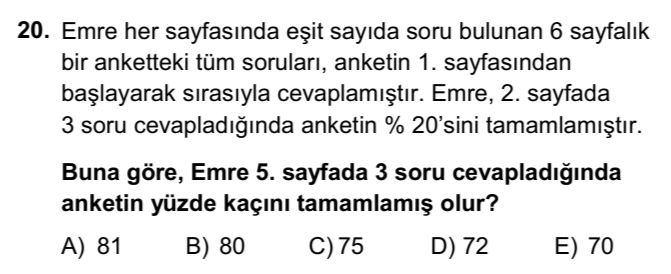 20. Emre her sayfasında eşit sayıda soru bulunan 6 sayfalık
bir anketteki tüm soruları, anketin 1. sayfasından
başlayarak sırasıyla cevaplamıştır. Emre, 2. sayfada
3 soru cevapladığında anketin % 20'sini tamamlamıştır.
Buna göre, Emre 5. sayfada 3 soru cevapladığında
anketin yüzde kaçını tamamlamış olur?
A) 81 B) 80 C) 75 D) 72 E) 70